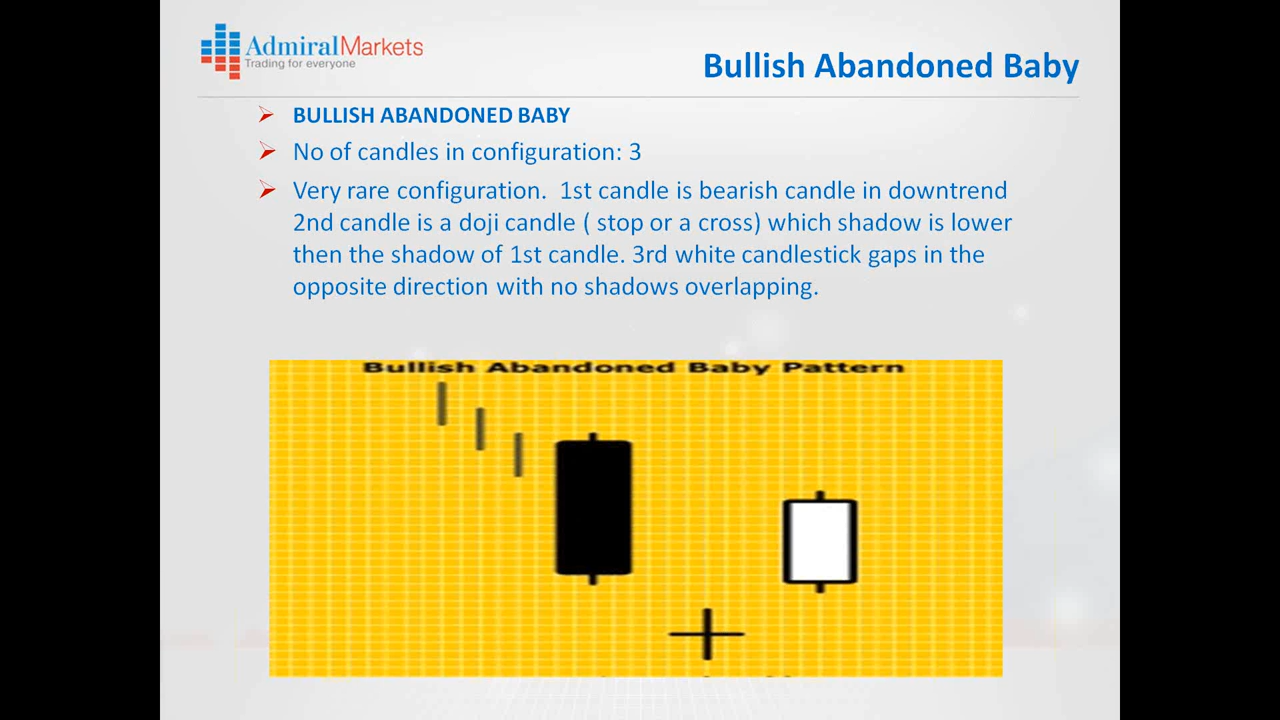 AdmiralMarkets
Trading for everyone
Bullish Abandoned Baby
BULLISH ABANDONED BABY
No of candles in configuration: 3
Very rare configuration.  1st candle is bearish candle in downtrend
2nd candle is a doji candle ( stop or a cross) which shadow is lower
then the shadow of 1st candle. 3rd white candlestick gaps in the
opposite direction with no shadows overlapping.
Bullish Abandoned Baby Pattern